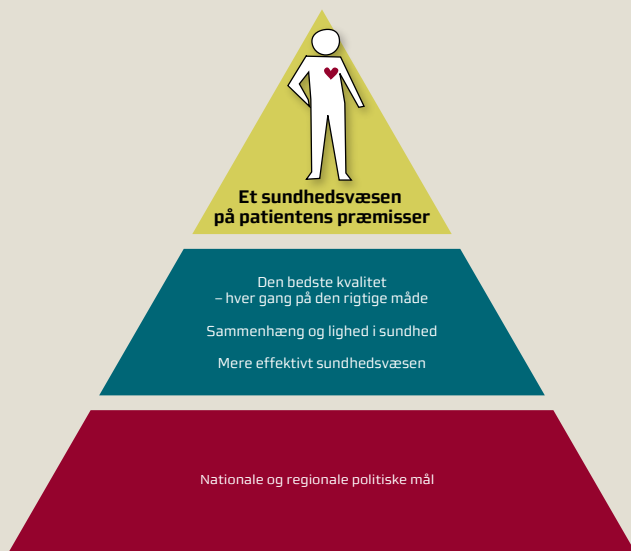 Et sundhedsvæsen
på patientens præmisser
Den bedste kvalitet
– hver gang på den rigtige måde
Sammenhæng og lighed i sundhed
Mere effektivt sundhedsvæsen
Nationale og regionale politiske mål